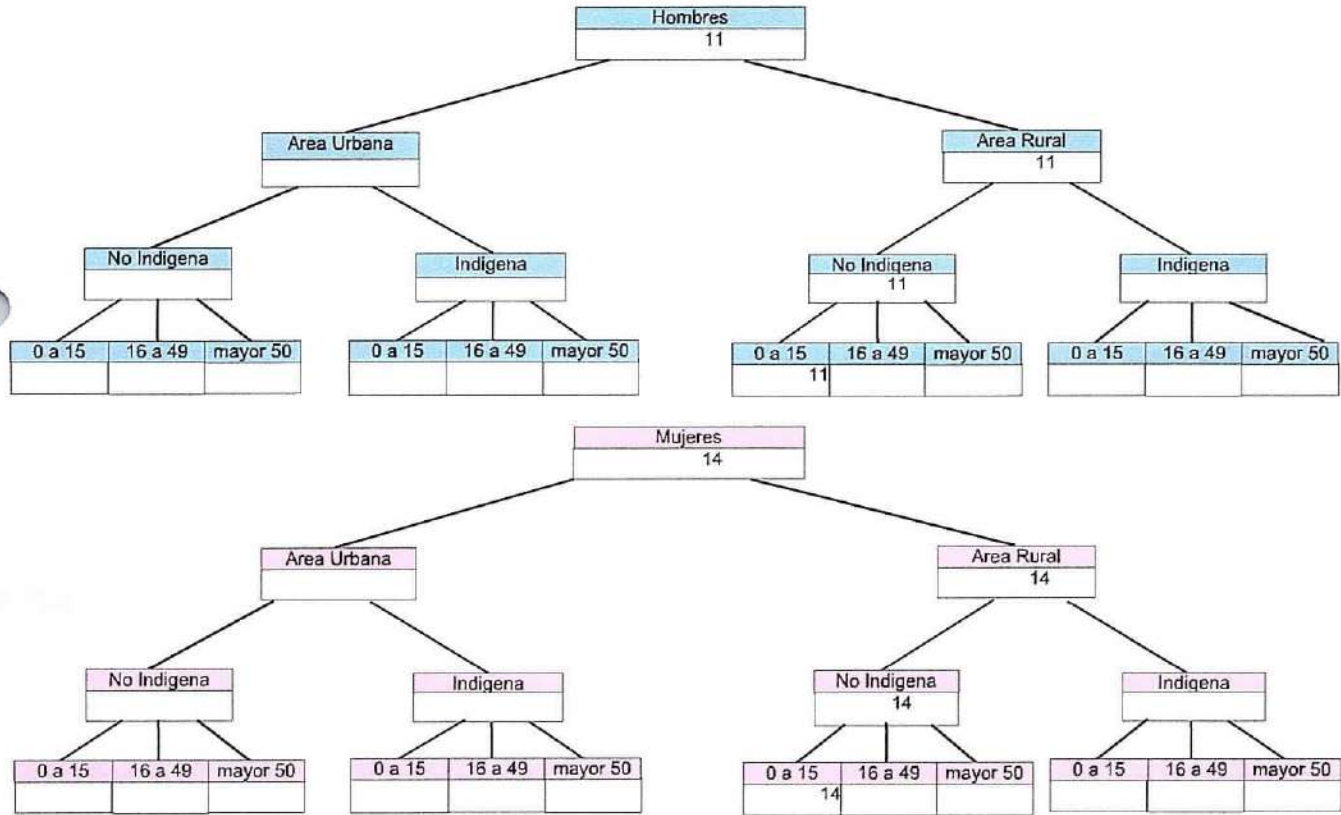 Hombres
11
Area Urbana
Area Rural
11
No Indigena
Indigena
No Indigena
11
Indigena
0 a 15 16 a 49 mayor 50
0 a 15 16 a 49 mayor 50
0 a 15 16 a 49 mayor 50
11
0 a 15 16 a 49 mayor 50
Mujeres
14
Area Urbana
Area Rural
14
No Indigena
Indigena
No Indigena
14
Indigena
0 a 15 16 a 49 mayor 50
0 a 15 16 a 49 mayor 50
0 a 15 16 a 49 mayor 50
14
0 a 15 16 a 49 mayor 50